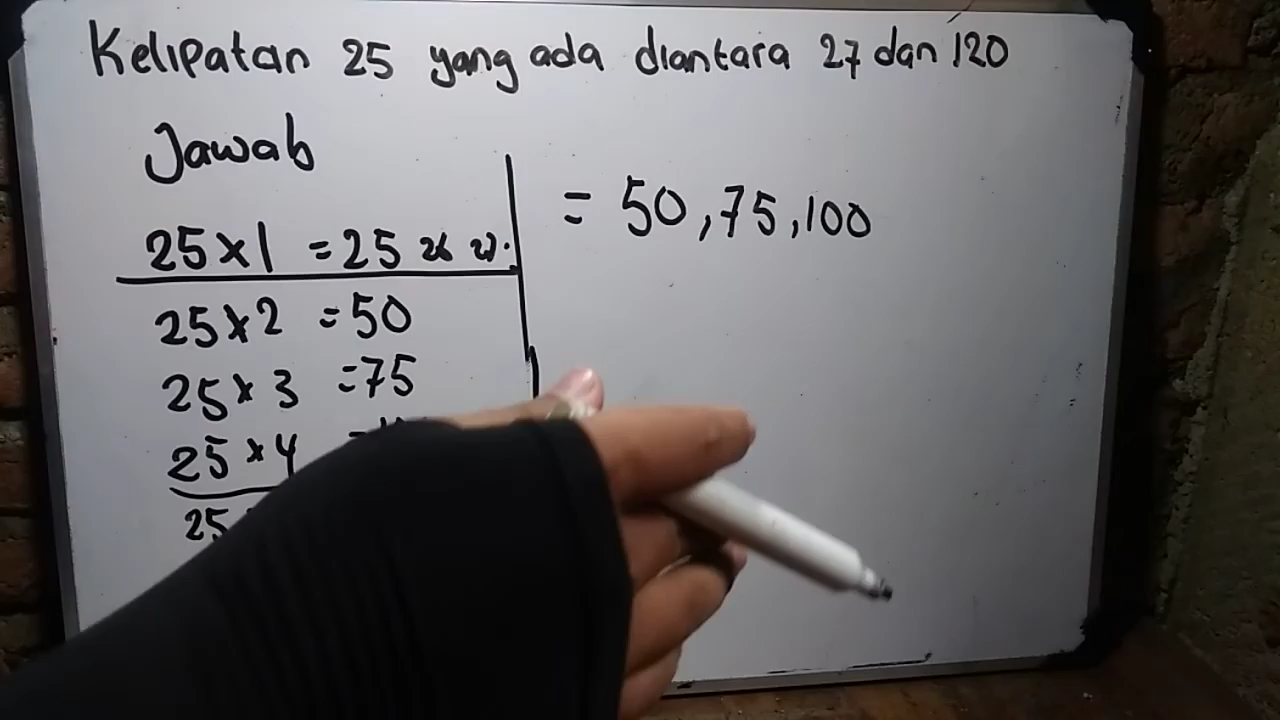 Kelipatan 25 yang ada diantara 27 dan 120
Jawab
25 x 1 = 25
25 x 2 = 50
25 x 3 = 75
25 x 4 =
25
= 50, 75, 100